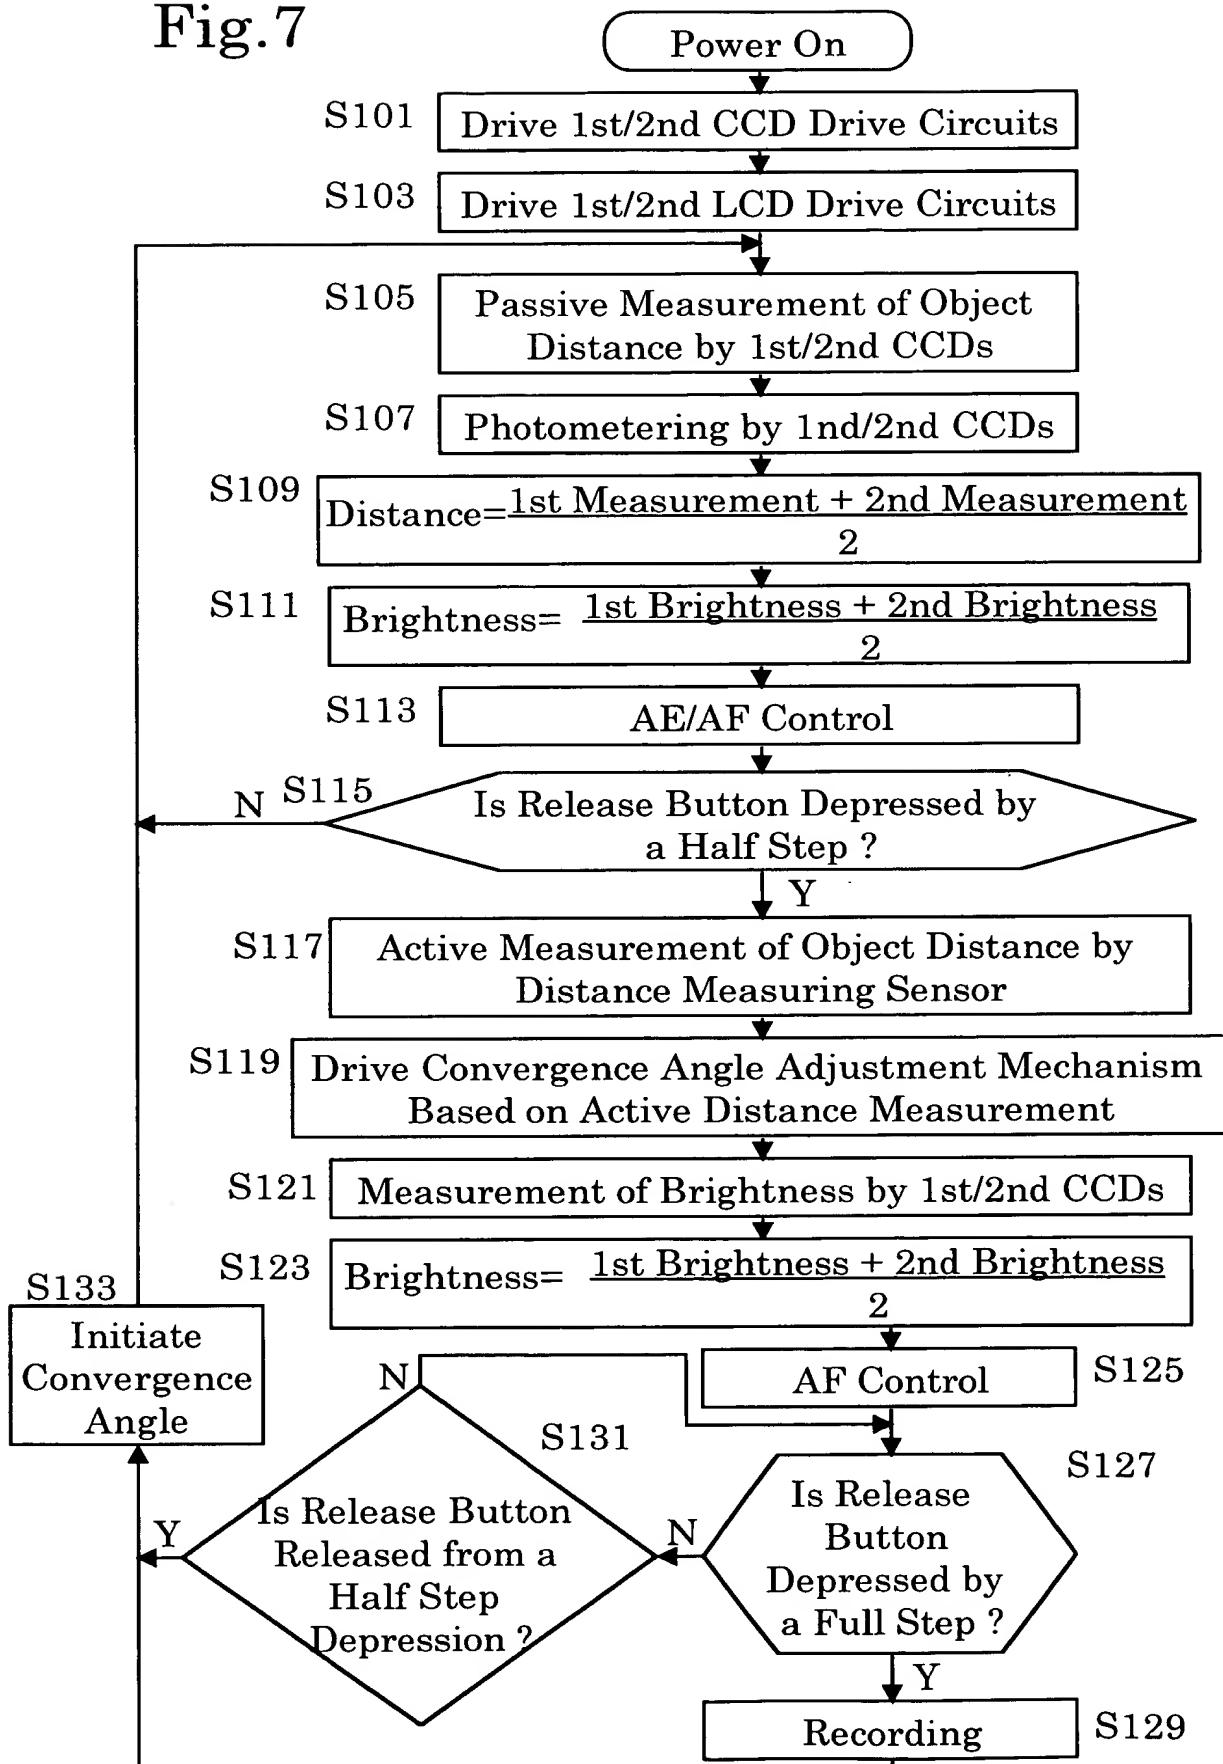 Fig.7
Power On
S101
Drive 1st/2nd CCD Drive Circuits
S103
Drive 1st/2nd LCD Drive Circuits
S105
Passive Measurement of Object
Distance by 1st/2nd CCDs
S107
Photometering by 1nd/2nd CCDs
S109
Distance=1st Measurement + 2nd Measurement
2
S111
Brightness= 1st Brightness + 2nd Brightness
2
S113
AE/AF Control
N S115
Is Release Button Depressed by
a Half Step ?
Y
S117
Active Measurement of Object Distance by
Distance Measuring Sensor
S119
Drive Convergence Angle Adjustment Mechanism
Based on Active Distance Measurement
S121
Measurement of Brightness by 1st/2nd CCDs
S123
Brightness= 1st Brightness + 2nd Brightness
2
S133
Initiate
Convergence
Angle
N
AF Control
S125
S131
S127
Is Release
Button
Depressed by
a Full Step ?
N
Is Release Button
Released from a
Half Step
Depression ?
Y
Y
Recording
S129